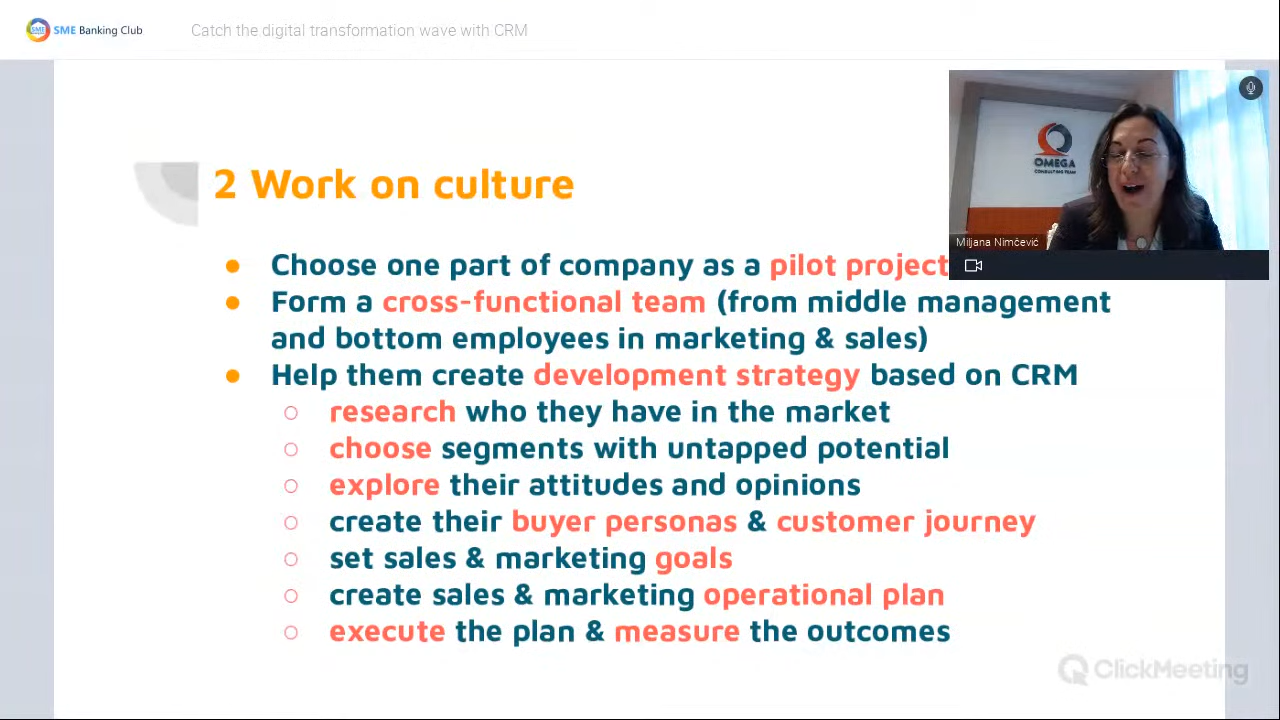 SME
SME Banking Club
Catch the digital transformation wave with CRM
OMEGA
CONSULTING TEAM
Miljana Nimčević
2 Work on culture
● Choose one part of company as a pilot project
● Form a cross-functional team (from middle management
and bottom employees in marketing & sales)
● Help them create development strategy based on CRM
○ research who they have in the market
○ choose segments with untapped potential
○ explore their attitudes and opinions
○ create their buyer personas & customer journey
○ set sales & marketing goals
○ create sales & marketing operational plan
○ execute the plan & measure the outcomes
ClickMeeting